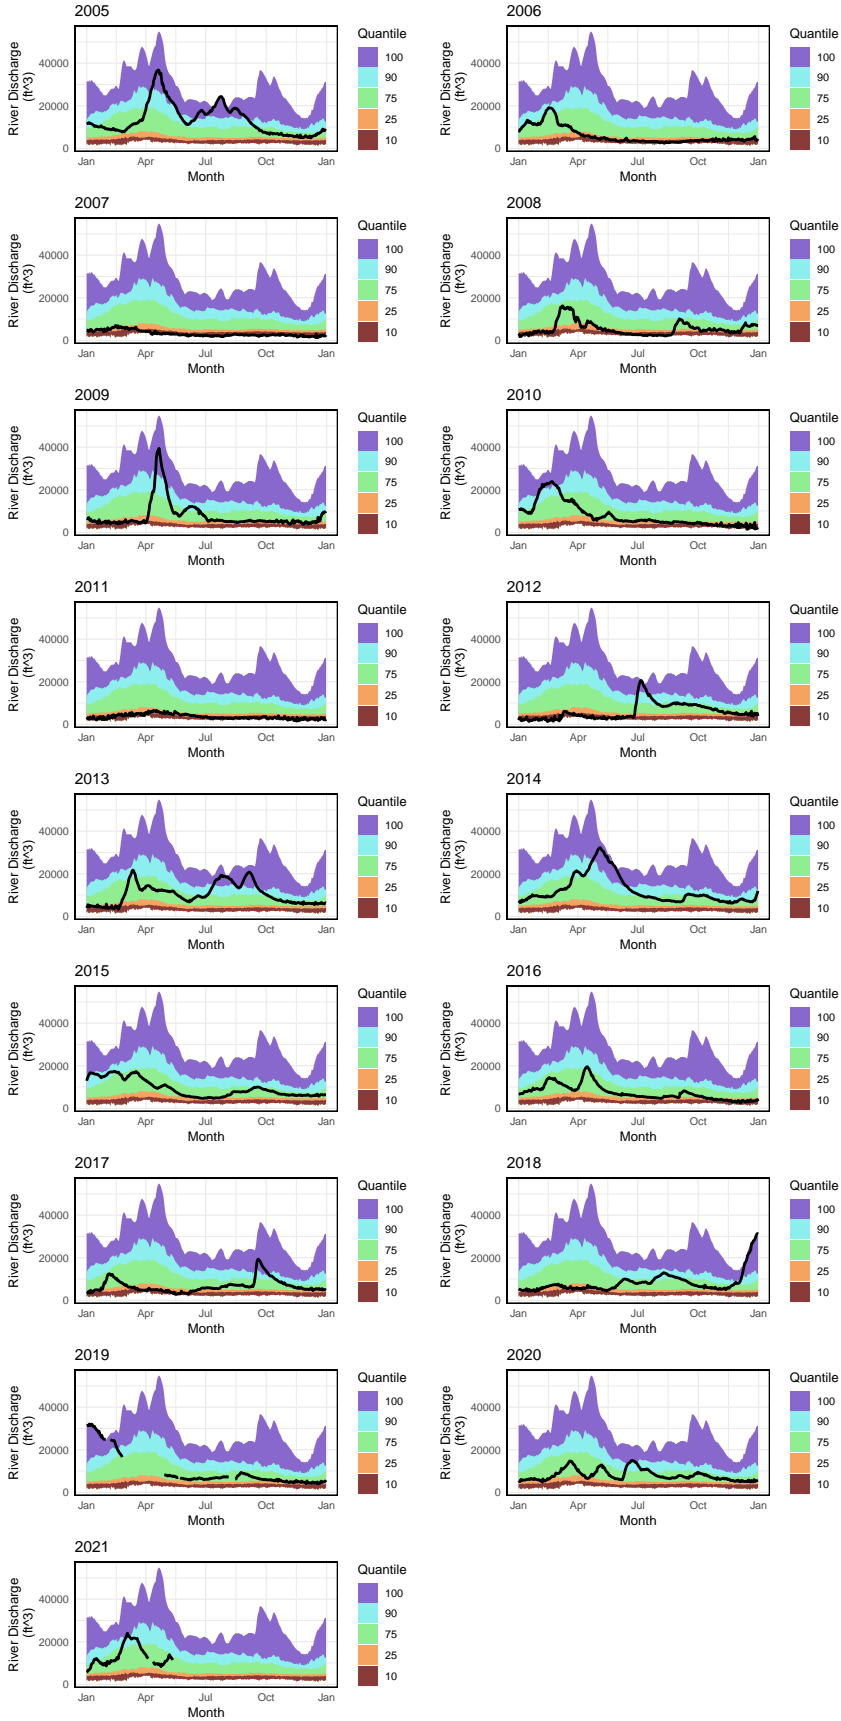 2005
River Discharge
(ft^3)
40000
20000
0
Jan Apr Jul Oct Jan
Month
Quantile
100
90
75
25
10
2006
River Discharge
(ft^3)
40000
20000
0
Jan Apr Jul Oct Jan
Month
Quantile
100
90
75
25
10
2007
River Discharge
(ft^3)
40000
20000
0
Jan Apr Jul Oct Jan
Month
Quantile
100
90
75
25
10
2008
River Discharge
(ft^3)
40000
20000
0
Jan Apr Jul Oct Jan
Month
Quantile
100
90
75
25
10
2009
River Discharge
(ft^3)
40000
20000
0
Jan Apr Jul Oct Jan
Month
Quantile
100
90
75
25
10
2010
River Discharge
(ft^3)
40000
20000
0
Jan Apr Jul Oct Jan
Month
Quantile
100
90
75
25
10
2011
River Discharge
(ft^3)
40000
20000
0
Jan Apr Jul Oct Jan
Month
Quantile
100
90
75
25
10
2012
River Discharge
(ft^3)
40000
20000
0
Jan Apr Jul Oct Jan
Month
Quantile
100
90
75
25
10
2013
River Discharge
(ft^3)
40000
20000
0
Jan Apr Jul Oct Jan
Month
Quantile
100
90
75
25
10
2014
River Discharge
(ft^3)
40000
20000
0
Jan Apr Jul Oct Jan
Month
Quantile
100
90
75
25
10
2015
River Discharge
(ft^3)
40000
20000
0
Jan Apr Jul Oct Jan
Month
Quantile
100
90
75
25
10
2016
River Discharge
(ft^3)
40000
20000
0
Jan Apr Jul Oct Jan
Month
Quantile
100
90
75
25
10
2017
River Discharge
(ft^3)
40000
20000
0
Jan Apr Jul Oct Jan
Month
Quantile
100
90
75
25
10
2018
River Discharge
(ft^3)
40000
20000
0
Jan Apr Jul Oct Jan
Month
Quantile
100
90
75
25
10
2019
River Discharge
(ft^3)
40000
20000
0
Jan Apr Jul Oct Jan
Month
Quantile
100
90
75
25
10
2020
River Discharge
(ft^3)
40000
20000
0
Jan Apr Jul Oct Jan
Month
Quantile
100
90
75
25
10
2021
River Discharge
(ft^3)
40000
20000
0
Jan Apr Jul Oct Jan
Month
Quantile
100
90
75
25
10